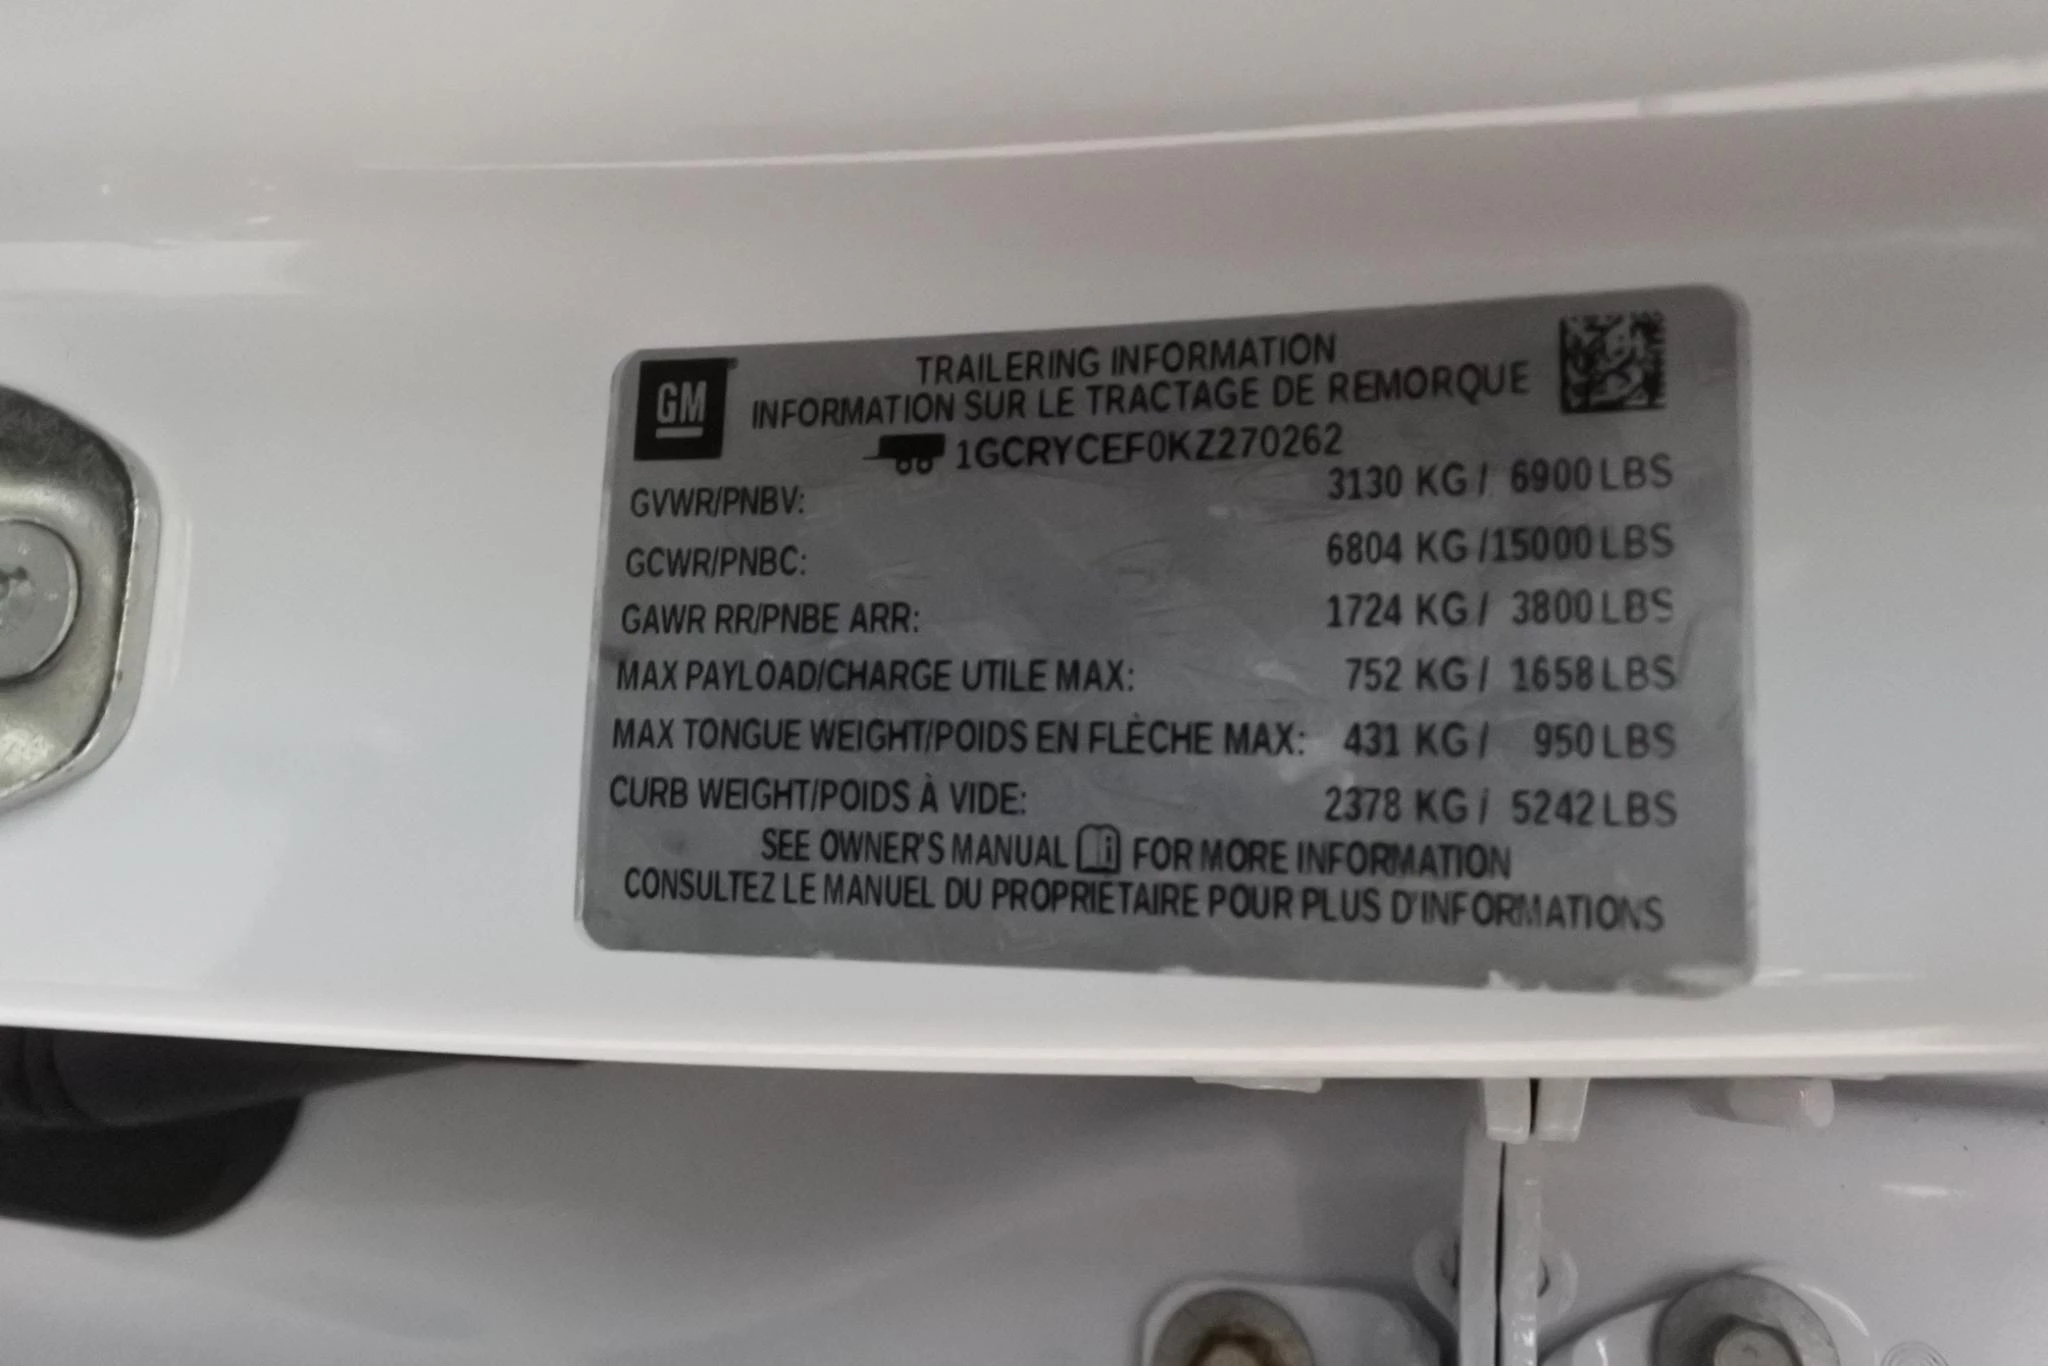 GM
TRAILERING INFORMATION
INFORMATION SUR LE TRACTAGE DE REMORQUE
1GCRYCEF0KZ270262
GVWR/PNBV: 3130 KG / 6900 LBS
GCWR/PNBC: 6804 KG /15000 LBS
GAWR RR/PNBE ARR: 1724 KG / 3800 LBS
MAX PAYLOAD/CHARGE UTILE MAX: 752 KG / 1658 LBS
MAX TONGUE WEIGHT/POIDS EN FLÈCHE MAX: 431 KG / 950 LBS
CURB WEIGHT/POIDS À VIDE: 2378 KG / 5242 LBS
SEE OWNER'S MANUAL FOR MORE INFORMATION
CONSULTEZ LE MANUEL DU PROPRIETAIRE POUR PLUS D'INFORMATIONS